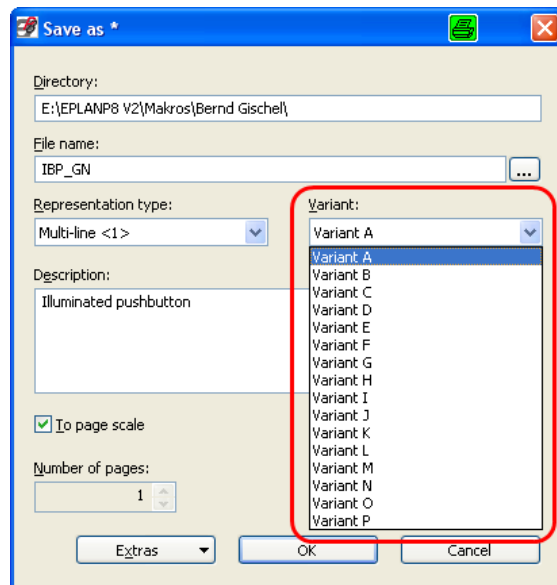 Save as *
Directory:
E:\EPLANP8 V2\Makros\Bernd Gischel\
File name:
IBP_GN
...
Representation type:
Variant:
Multi-line <1>
Variant A
Description:
Illuminated pushbutton
Variant A
Variant B
Variant C
Variant D
Variant E
Variant F
Variant G
Variant H
Variant I
Variant J
Variant K
Variant L
Variant M
Variant N
Variant O
Variant P
To page scale
Number of pages:
1
Extras
OK
Cancel